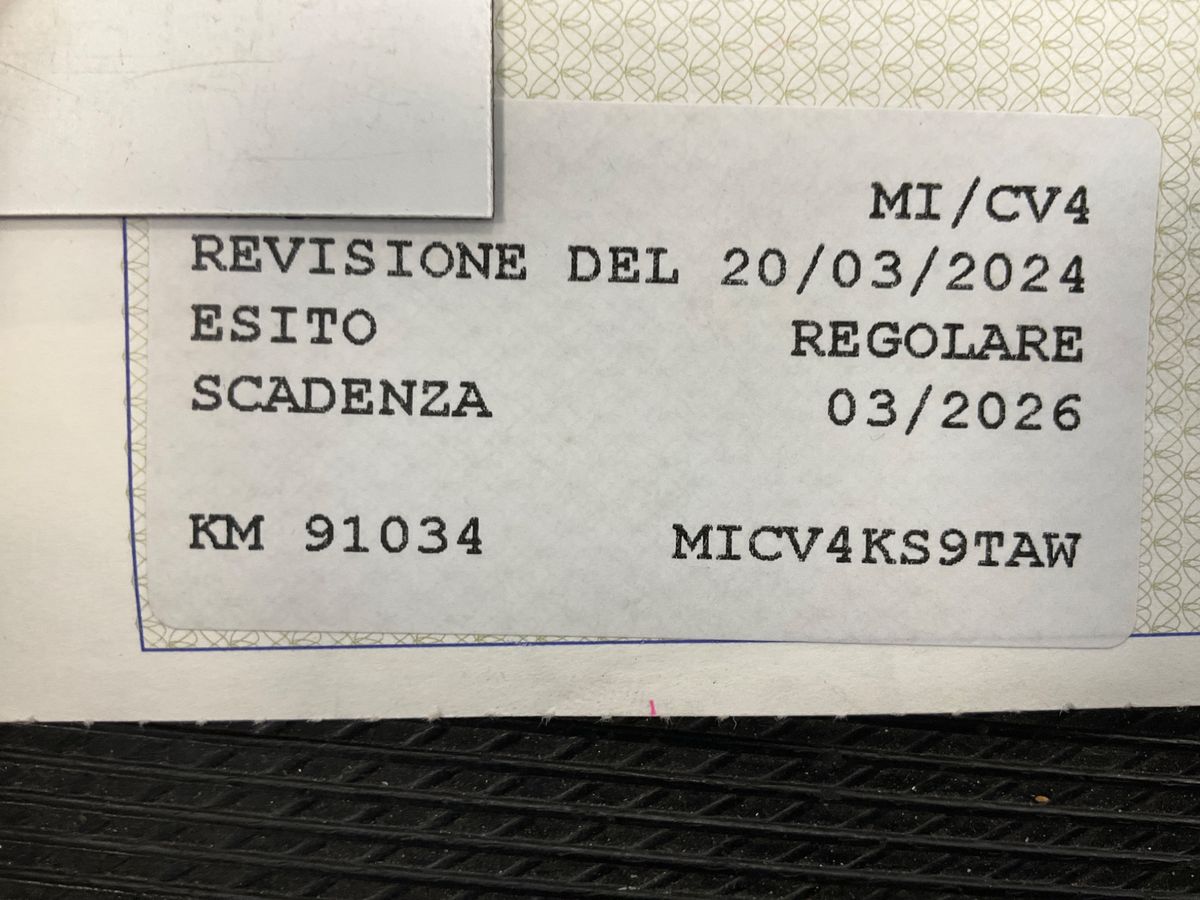 MI/CV4
REVISIONE DEL 20/03/2024
ESITO REGOLARE
SCADENZA 03/2026
KM 91034 MICV4KS9TAW